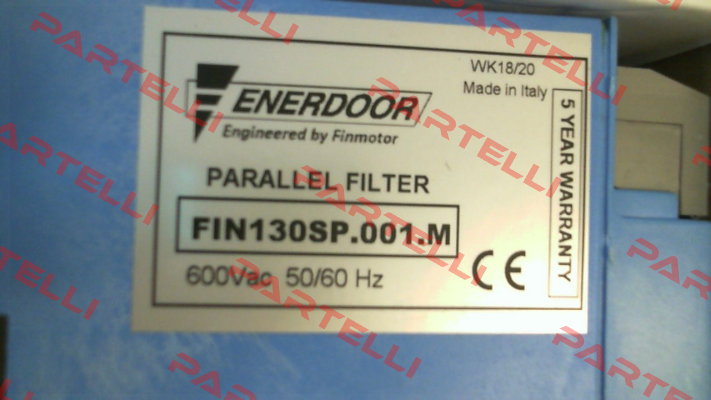 WK18/20
Made in Italy
ENERDOOR
Engineered by Finmotor
PARALLEL FILTER
FIN130SP.001.M
600Vac 50/60 Hz
CE
5 YEAR WARRANTY
PARTELLI
PARTELLI
PARTELLI
PARTELLI
PARTELLI
PARTELLI
PARTELLI
PARTELLI
PARTELLI